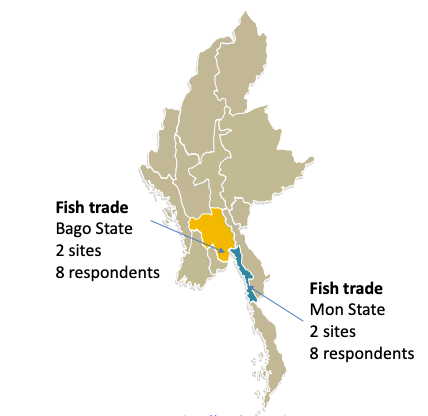 Fish trade
Bago State
2 sites
8 respondents
Fish trade
Mon State
2 sites
8 respondents